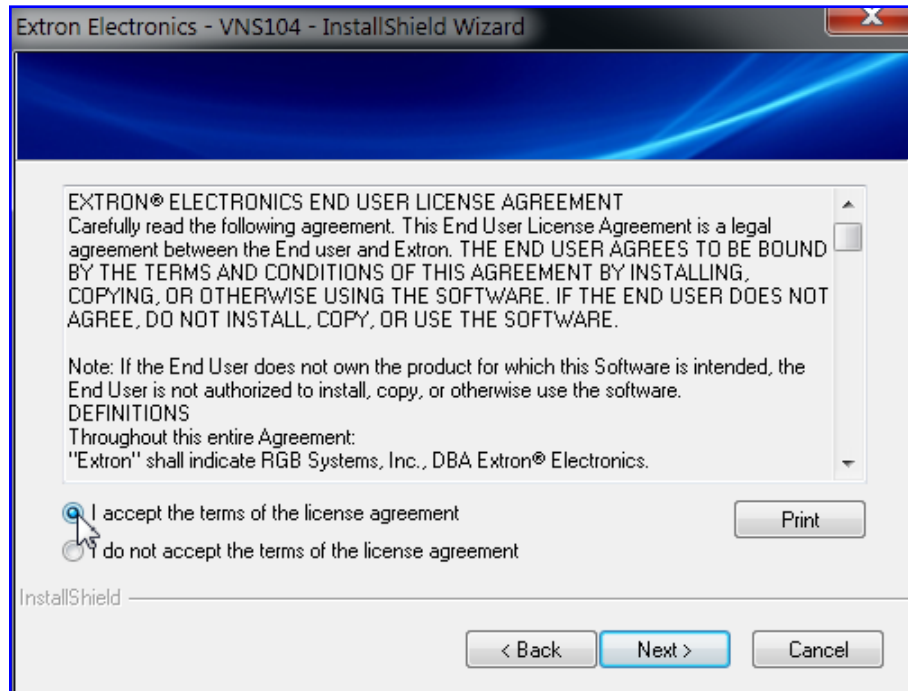 Extron Electronics - VNS104 - InstallShield Wizard
EXTRON® ELECTRONICS END USER LICENSE AGREEMENT
Carefully read the following agreement. This End User License Agreement is a legal
agreement between the End user and Extron. THE END USER AGREES TO BE BOUND
BY THE TERMS AND CONDITIONS OF THIS AGREEMENT BY INSTALLING,
COPYING, OR OTHERWISE USING THE SOFTWARE. IF THE END USER DOES NOT
AGREE, DO NOT INSTALL, COPY, OR USE THE SOFTWARE.
Note: If the End User does not own the product for which this Software is intended, the
End User is not authorized to install, copy, or otherwise use the software.
DEFINITIONS
Throughout this entire Agreement:
"Extron" shall indicate RGB Systems, Inc., DBA Extron® Electronics.
I accept the terms of the license agreement
Print
I do not accept the terms of the license agreement
InstallShield
< Back
Next >
Cancel